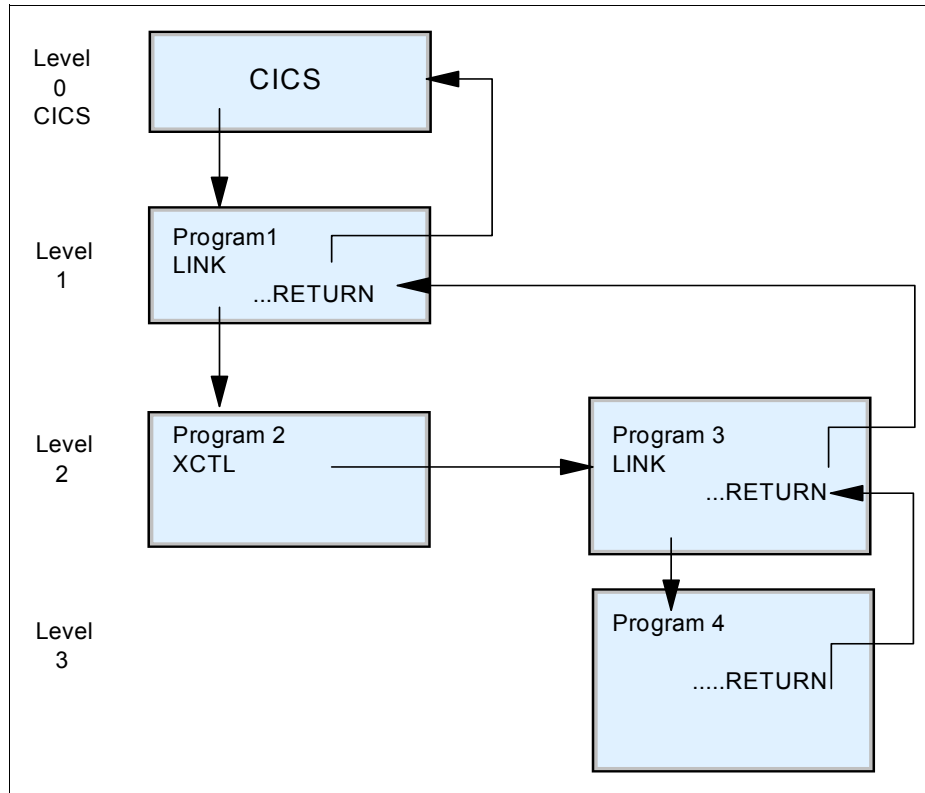 Level
0
CICS
CICS
Level
1
Program1
LINK
...RETURN
Level
2
Program 2
XCTL
Program 3
LINK
...RETURN
Level
3
Program 4
.....RETURN